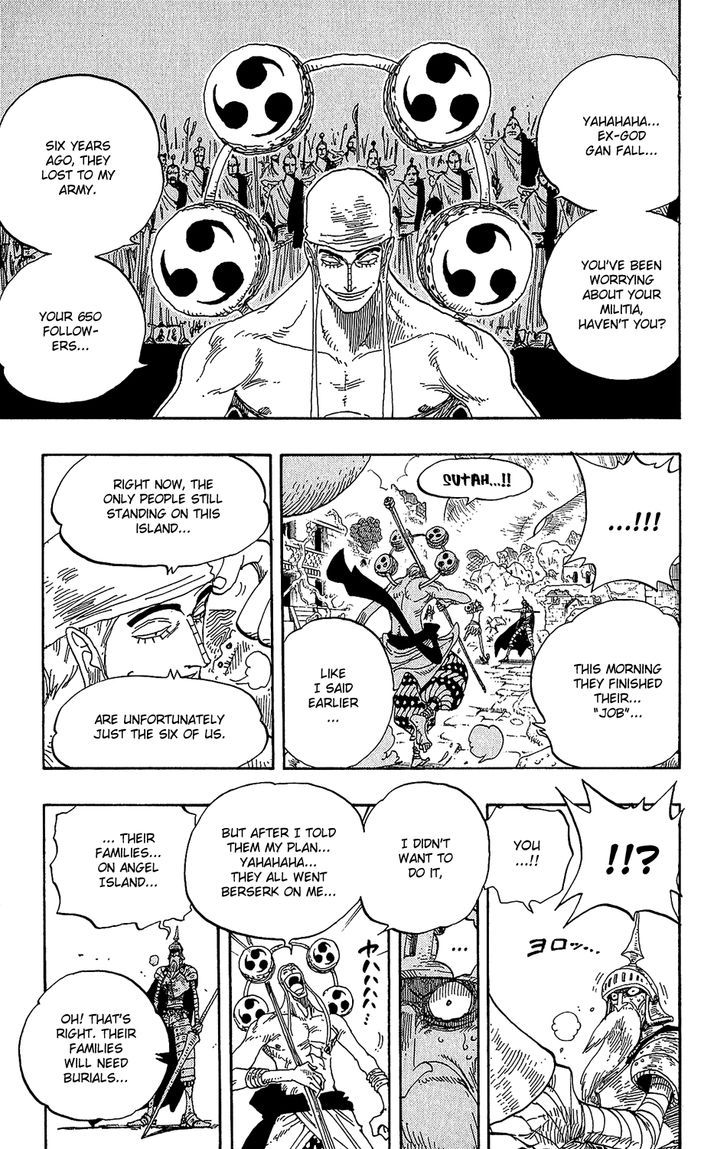 YAHAHAHA...
EX-GOD
GAN FALL...
YOU'VE BEEN
WORRYING
ABOUT YOUR
MILITIA,
HAVEN'T YOU?
SIX YEARS
AGO, THEY
LOST TO MY
ARMY.
YOUR 650
FOLLOW-
ERS...
...!!!
THIS MORNING
THEY FINISHED
THEIR...
"JOB"...
SUTAH...!!
LIKE
I SAID
EARLIER
...
RIGHT NOW, THE
ONLY PEOPLE STILL
STANDING ON THIS
ISLAND...
ARE UNFORTUNATELY
JUST THE SIX OF US.
!!?
YOU
...!!
ヨロッ...
...
I DIDN'T
WANT TO
DO IT,
BUT AFTER I TOLD
THEM MY PLAN...
YAHAHAHA...
THEY ALL WENT
BERSERK ON ME...
ヤハハハハ...
... THEIR
FAMILIES...
ON ANGEL
ISLAND...
OH! THAT'S
RIGHT. THEIR
FAMILIES
WILL NEED
BURIALS...